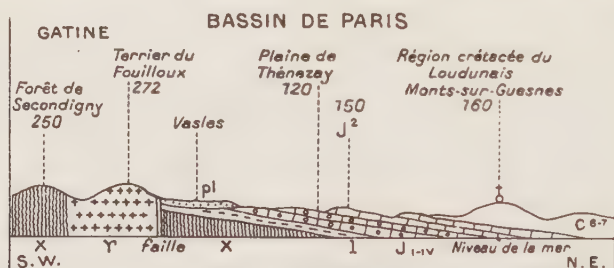 BASSIN DE PARIS
GATINE
Terrier du
Fouilloux
272
Plaine de
Thénezay
120
Région crétacée du
Loudunais
Monts-sur-Guesnes
160
Forêt de
Secondigny
250
Vasles
150
J²
pl
C⁶⁻⁷
X
ϒ
faille
X
l
J I-IV
Niveau de la mer
S.W.
N.E.